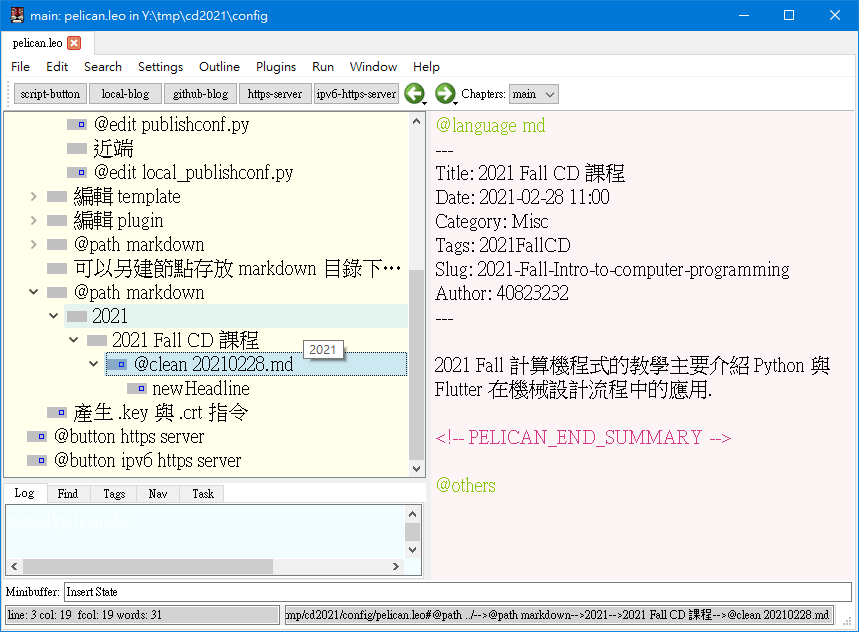 main: pelican.leo in Y:\tmp\cd2021\config
pelican.leo
File Edit Search Settings Outline Plugins Run Window Help
script-button local-blog github-blog https-server ipv6-https-server Chapters: main
@edit publishconf.py
近端
@edit local_publishconf.py
編輯 template
編輯 plugin
@path markdown
可以另建節點存放 markdown 目錄下…
@path markdown
2021
2021 Fall CD 課程
2021
@clean 20210228.md
newHeadline
產生 .key 與 .crt 指令
@button https server
@button ipv6 https server
@language md
---
Title: 2021 Fall CD 課程
Date: 2021-02-28 11:00
Category: Misc
Tags: 2021FallCD
Slug: 2021-Fall-Intro-to-computer-programming
Author: 40823232
---
2021 Fall 計算機程式的教學主要介紹 Python 與
Flutter 在機械設計流程中的應用.
<!-- PELICAN_END_SUMMARY -->
@others
Log Find Tags Nav Task
saved pelican.leo
Minibuffer: Insert State
line: 3 col: 19 fcol: 19 words: 31
mp/cd2021/config/pelican.leo#@path ../-->@path markdown-->2021-->2021 Fall CD 課程-->@clean 20210228.md